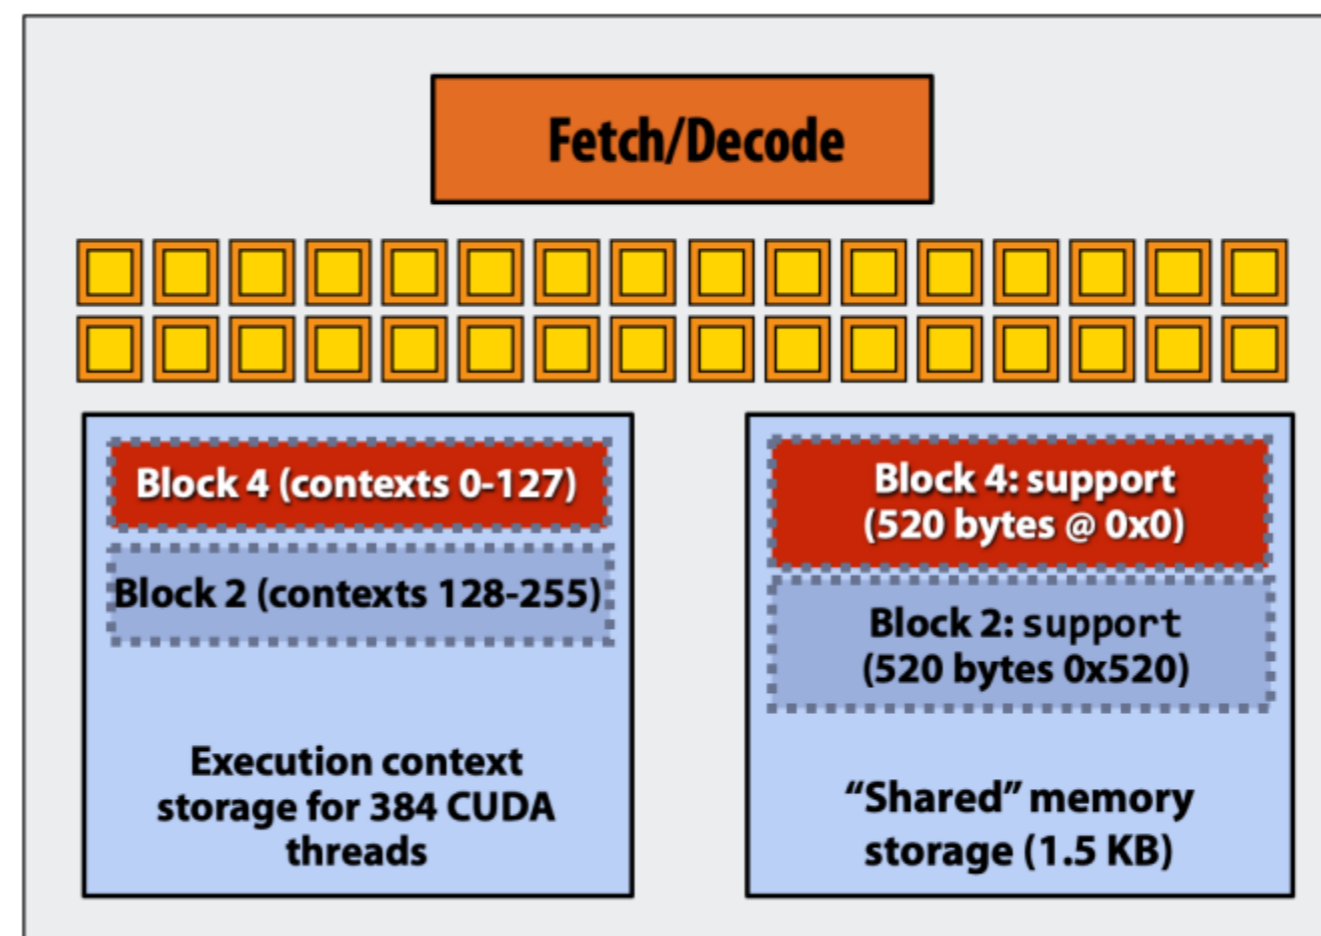 Fetch/Decode
Block 4 (contexts 0-127)
Block 2 (contexts 128-255)
Execution context
storage for 384 CUDA
threads
Block 4: support
(520 bytes @ 0x0)
Block 2: support
(520 bytes 0x520)
“Shared” memory
storage (1.5 KB)